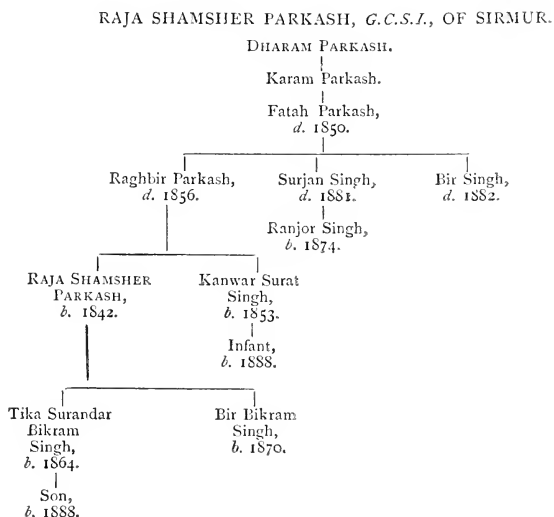 RAJA SHAMSHER PARKASH, G.C.S.I., OF SIRMUR.
DHARAM PARKASH.
Karam Parkash.
Fatah Parkash,
d. 1850.
Raghbir Parkash,
d. 1856.
Surjan Singh,
d. 1881.
Bir Singh,
d. 1882.
Ranjor Singh,
b. 1874.
RAJA SHAMSHER
PARKASH,
b. 1842.
Kanwar Surat
Singh,
b. 1853.
Infant,
b. 1888.
Tika Surandar
Bikram
Singh,
b. 1864.
Bir Bikram
Singh,
b. 1870.
Son,
b. 1888.